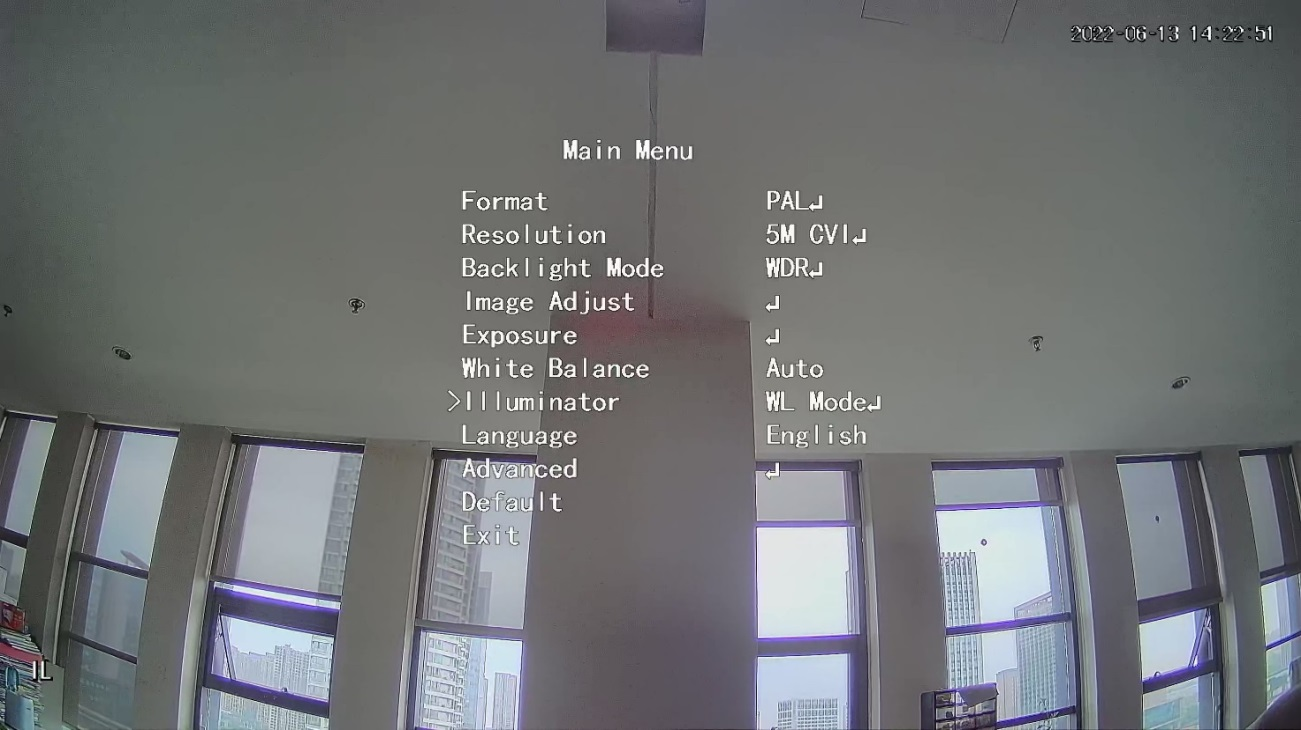 2022-06-13 14:22:51
Main Menu
Format PAL↵
Resolution 5M CVI↵
Backlight Mode WDR↵
Image Adjust ↵
Exposure ↵
White Balance Auto
>Illuminator WL Mode↵
Language English
Advanced ↵
Default
Exit
IL